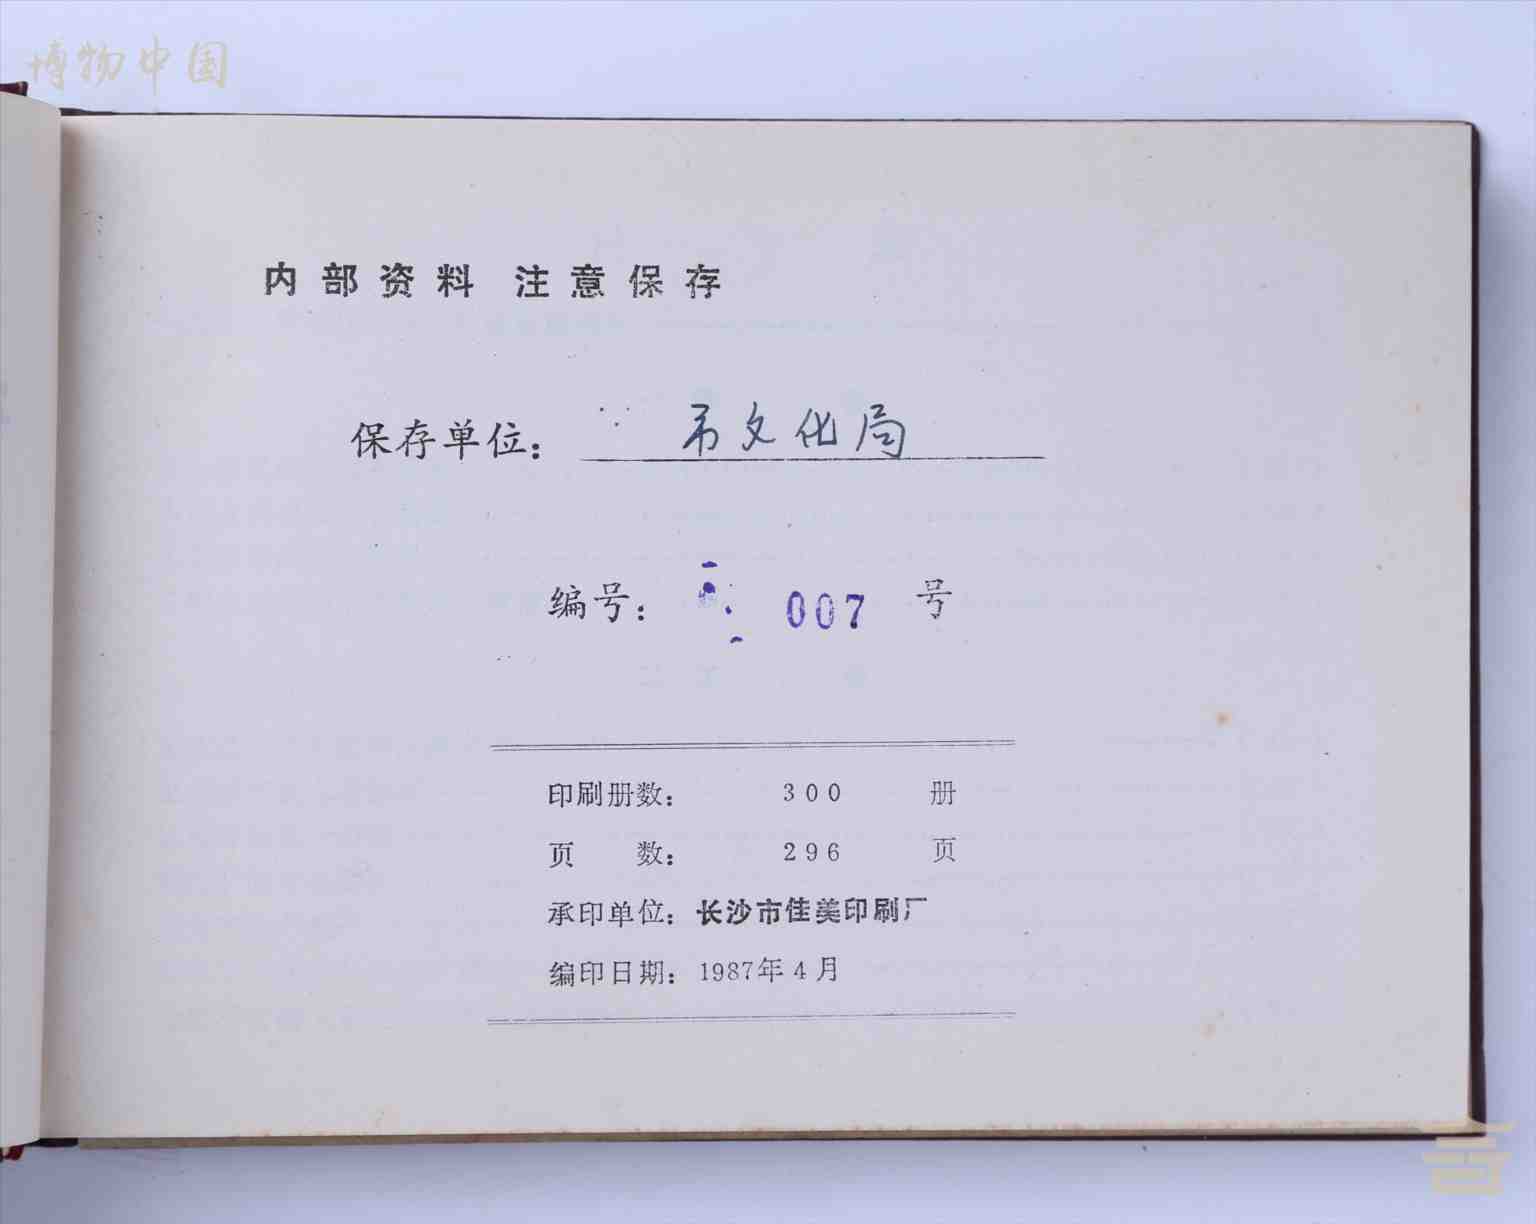 博物中国
内部资料 注意保存
保存单位： 市文化局
编号： 007 号
印刷册数： 300 册
页 数： 296 页
承印单位：长沙市佳美印刷厂
编印日期：1987年4月